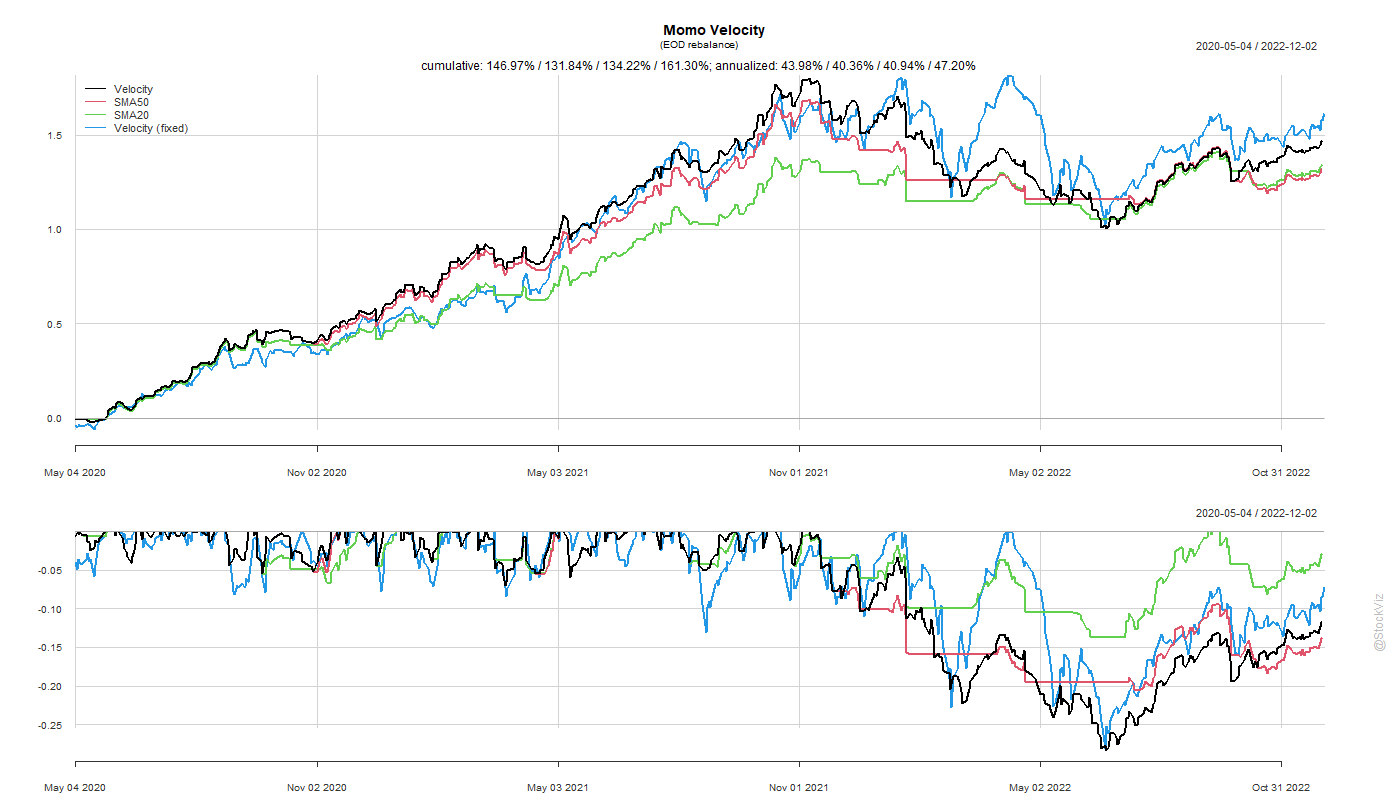 Momo Velocity
(EOD rebalance)
2020-05-04 / 2022-12-02
cumulative: 146.97% / 131.84% / 134.22% / 161.30%; annualized: 43.98% / 40.36% / 40.94% / 47.20%
Velocity
SMA50
SMA20
Velocity (fixed)
1.5
1.0
0.5
0.0
May 04 2020 Nov 02 2020 May 03 2021 Nov 01 2021 May 02 2022 Oct 31 2022
2020-05-04 / 2022-12-02
-0.05
-0.10
-0.15
-0.20
-0.25
May 04 2020 Nov 02 2020 May 03 2021 Nov 01 2021 May 02 2022 Oct 31 2022
@StockViz